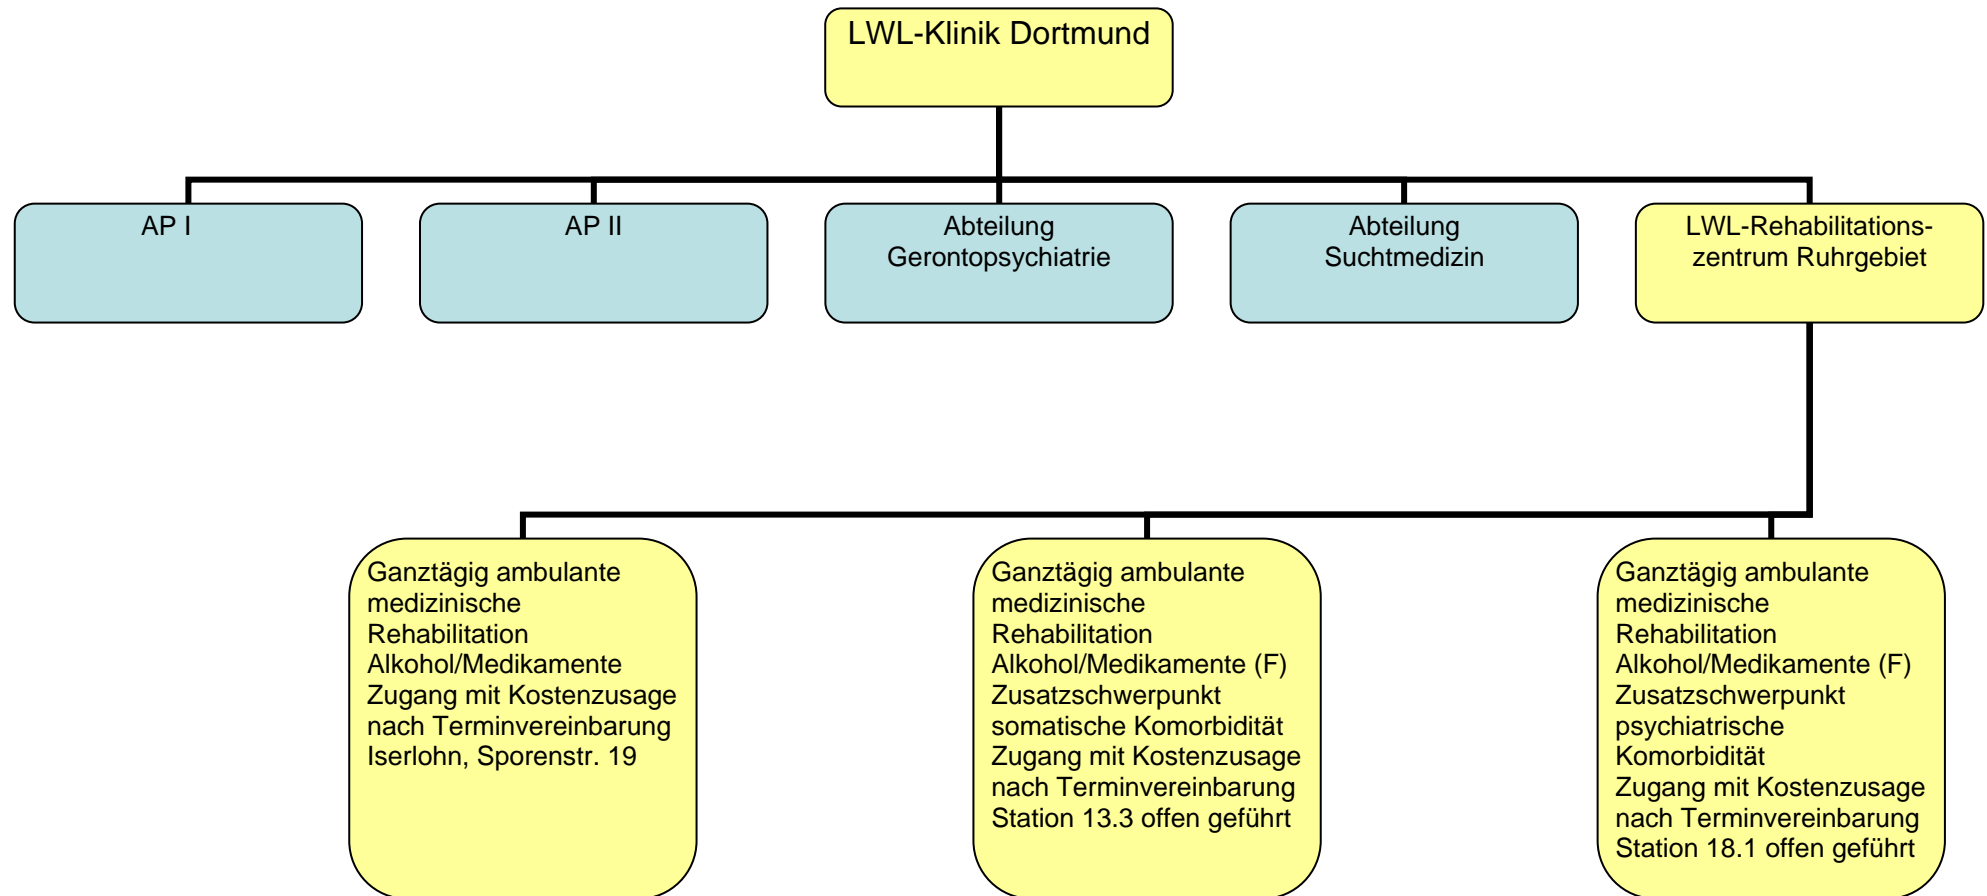 LWL-Klinik Dortmund
AP I
AP II
Abteilung
Gerontopsychiatrie
Abteilung
Suchtmedizin
LWL-Rehabilitations-
zentrum Ruhrgebiet
Ganztägig ambulante
medizinische
Rehabilitation
Alkohol/Medikamente
Zugang mit Kostenzusage
nach Terminvereinbarung
Iserlohn, Sporenstr. 19
Ganztägig ambulante
medizinische
Rehabilitation
Alkohol/Medikamente (F)
Zusatzschwerpunkt
somatische Komorbidität
Zugang mit Kostenzusage
nach Terminvereinbarung
Station 13.3 offen geführt
Ganztägig ambulante
medizinische
Rehabilitation
Alkohol/Medikamente (F)
Zusatzschwerpunkt
psychiatrische
Komorbidität
Zugang mit Kostenzusage
nach Terminvereinbarung
Station 18.1 offen geführt